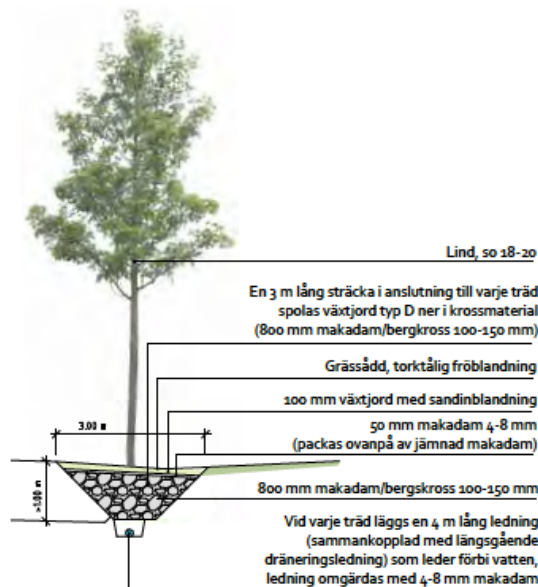 Lind, so 18-20
En 3 m lång sträcka i anslutning till varje träd
spolas växtjord typ D ner i krossmaterial
(800 mm makadam/bergkross 100-150 mm)
Grässådd, torktålig fröblandning
100 mm växtjord med sandinblandning
3.00 m
50 mm makadam 4-8 mm
(packas ovanpå av jämnad makadam)
>1.00 m
800 mm makadam/bergskross 100-150 mm
Vid varje träd läggs en 4 m lång ledning
(sammankopplad med längsgående
dräneringsledning) som leder förbi vatten,
ledning omgärdas med 4-8 mm makadam